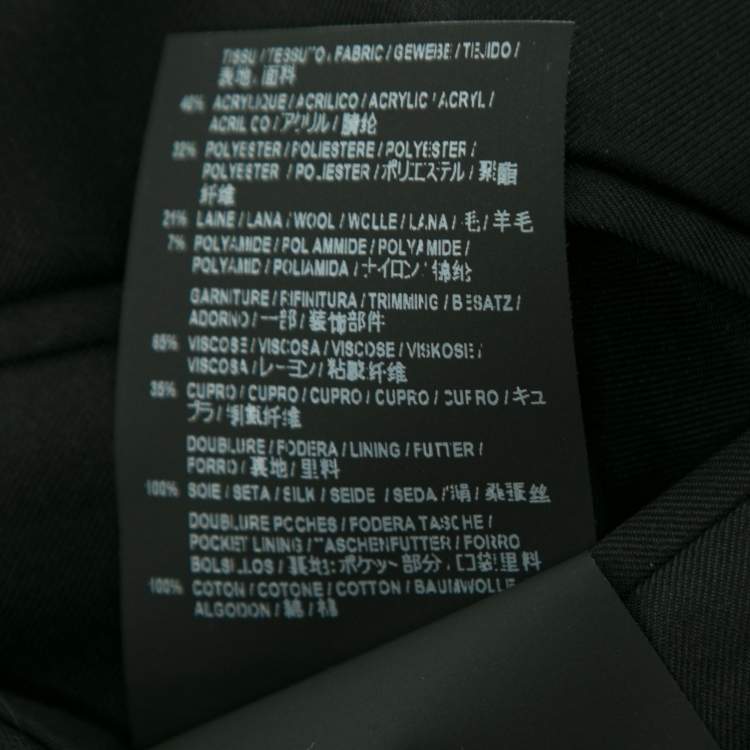 TISSU / TESSUTO / FABRIC / GEWEBE / TEJIDO /
表地 / 面料
40% ACRYLIQUE / ACRILICO / ACRYLIC / ACRYL /
ACRILICO / アクリル / 腈纶
32% POLYESTER / POLIESTERE / POLYESTER /
POLYESTER / POLIESTER / ポリエステル / 聚酯
纤维
21% LAINE / LANA / WOOL / WOLLE / LANA / 毛 / 羊毛
7% POLYAMIDE / POLAMMIDE / POLYAMIDE /
POLYAMID / POLIAMIDA / ナイロン / 锦纶
GARNITURE / RIFINITURA / TRIMMING / BESATZ /
ADORNO / 一部 / 装饰部件
65% VISCOSE / VISCOSA / VISCOSE / VISKOSE /
VISCOSA / レーヨン / 粘胶纤维
35% CUPRO / CUPRO / CUPRO / CUPRO / CUPRO / キュ
プラ / 铜氨纤维
DOUBLURE / FODERA / LINING / FUTTER /
FORRO / 裏地 / 里料
100% SOIE / SETA / SILK / SEIDE / SEDA / 絹 / 桑蚕丝
DOUBLURE POCHES / FODERA TASCHE /
POCKET LINING / TASCHENFUTTER / FORRO
BOLSILLOS / 裏地:ポケット部分 / 口袋里料
100% COTON / COTONE / COTTON / BAUMWOLLE
ALGODON / 綿 / 棉